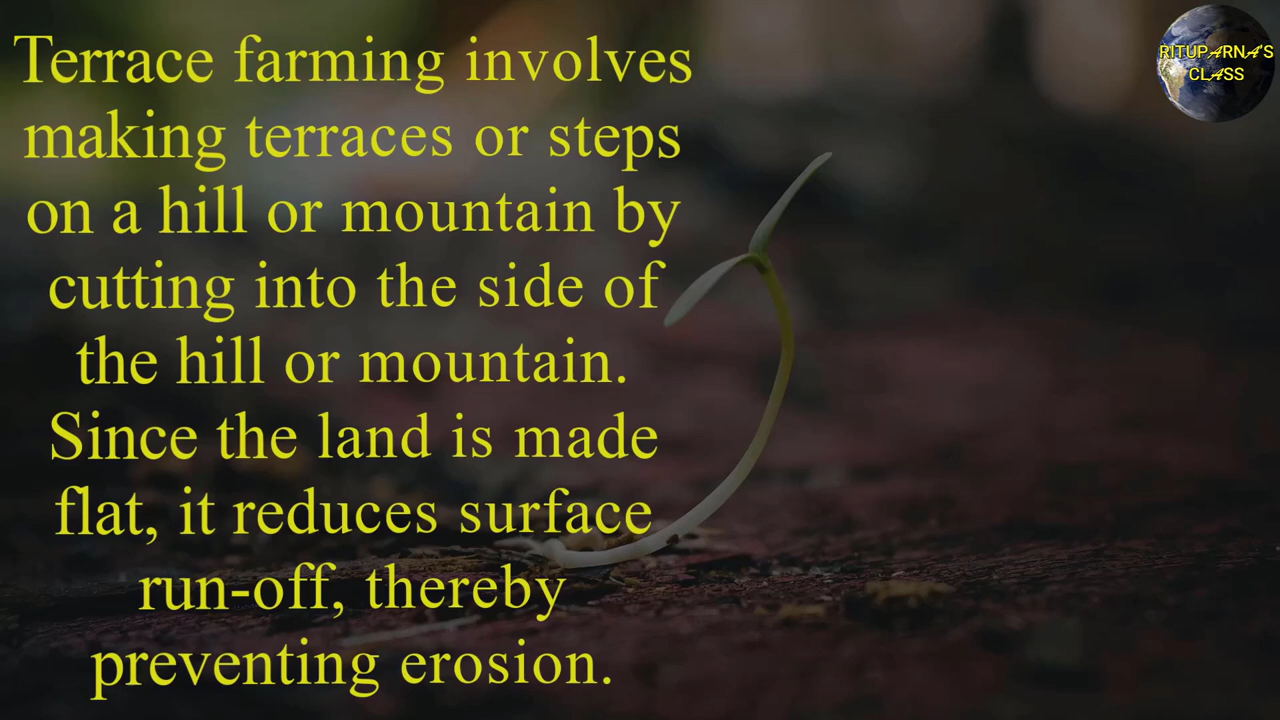 Terrace farming involves
making terraces or steps
on a hill or mountain by
cutting into the side of
the hill or mountain.
Since the land is made
flat, it reduces surface
run-off, thereby
preventing erosion.
RITUPARNA'S
CLASS